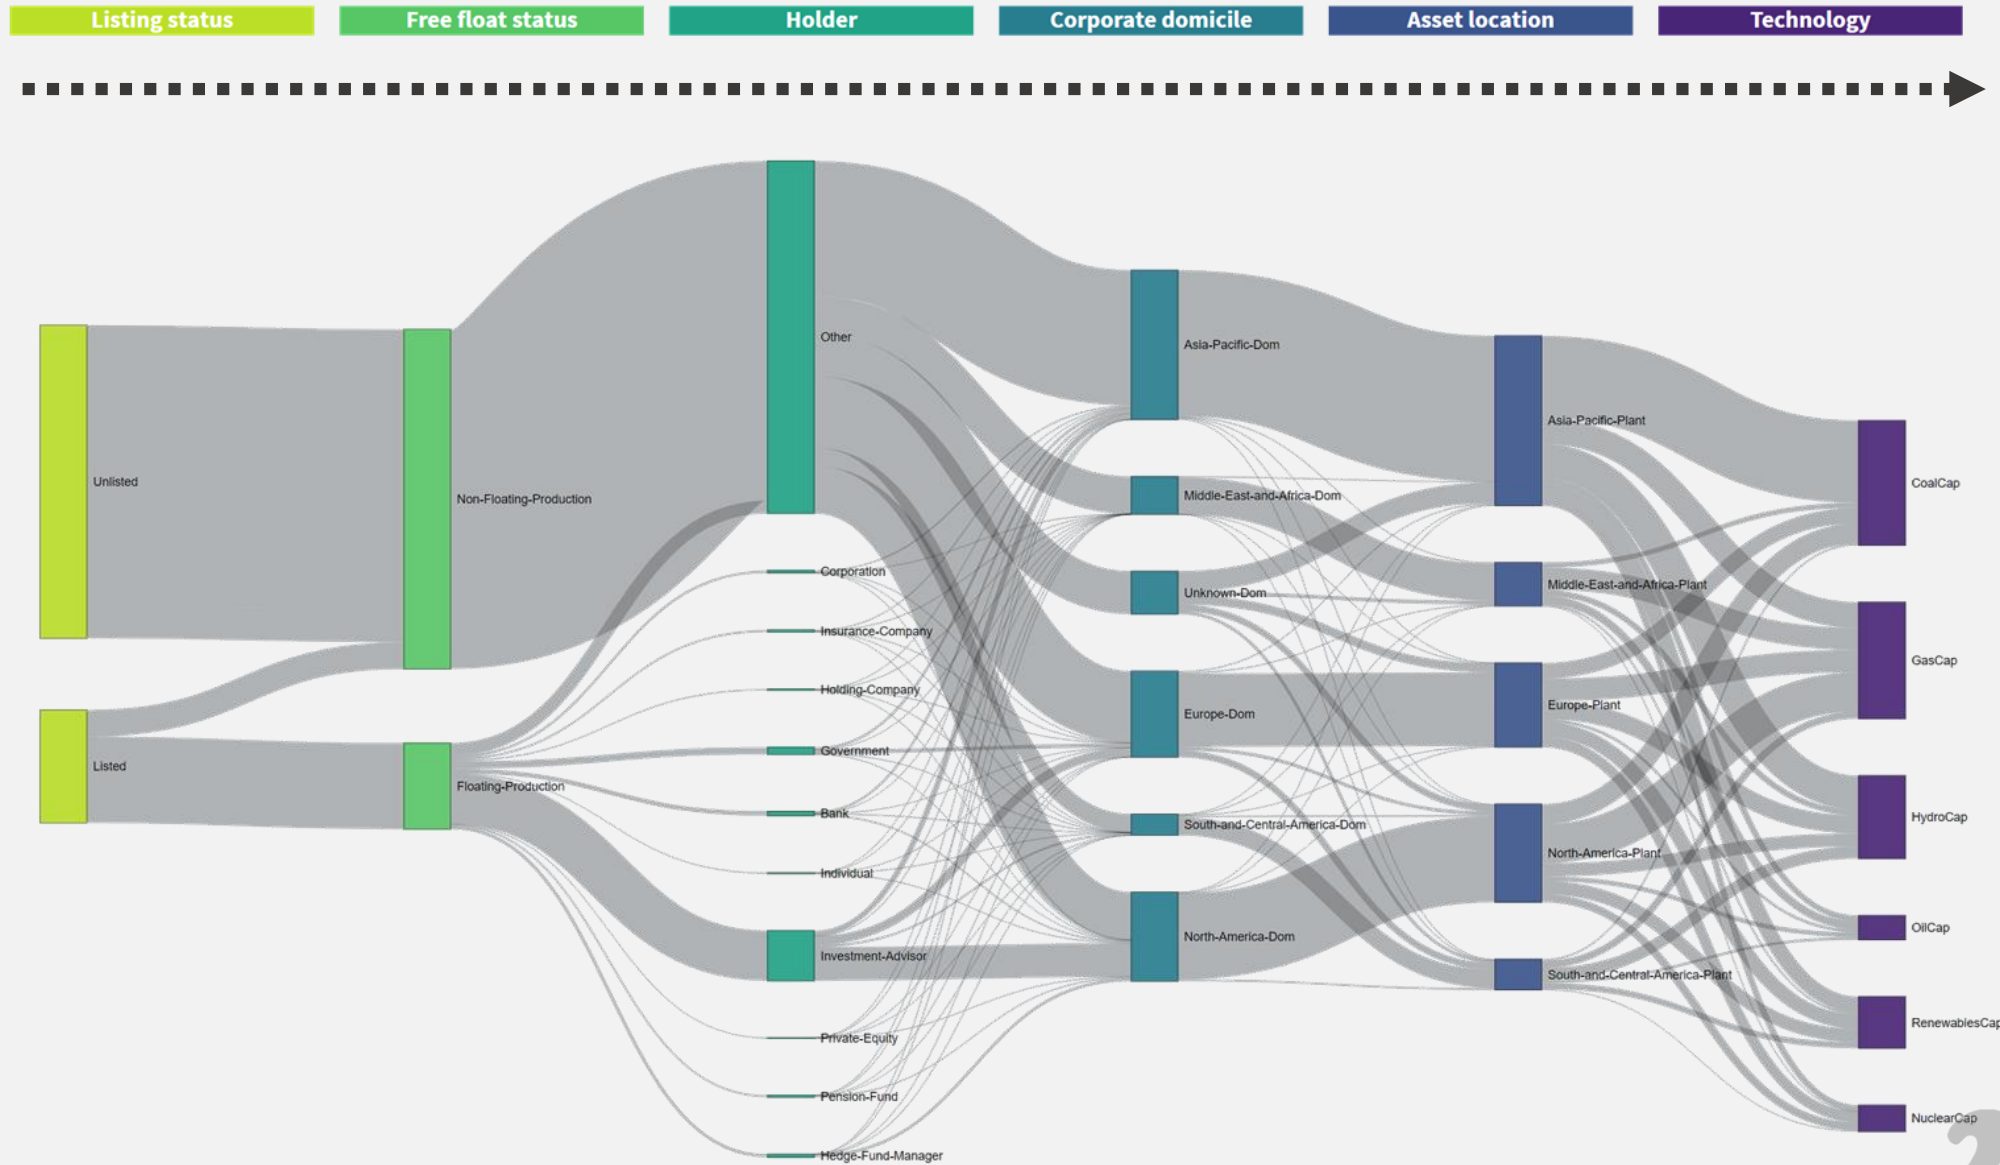 Listing status
Free float status
Holder
Corporate domicile
Asset location
Technology
Unlisted
Listed
Non-Floating-Production
Floating-Production
Other
Corporation
Insurance-Company
Holding-Company
Government
Bank
Individual
Investment-Advisor
Private-Equity
Pension-Fund
Hedge-Fund-Manager
Asia-Pacific-Dom
Middle-East-and-Africa-Dom
Unknown-Dom
Europe-Dom
South-and-Central-America-Dom
North-America-Dom
Asia-Pacific-Plant
Middle-East-and-Africa-Plant
Europe-Plant
North-America-Plant
South-and-Central-America-Plant
CoalCap
GasCap
HydroCap
OilCap
RenewablesCap
NuclearCap